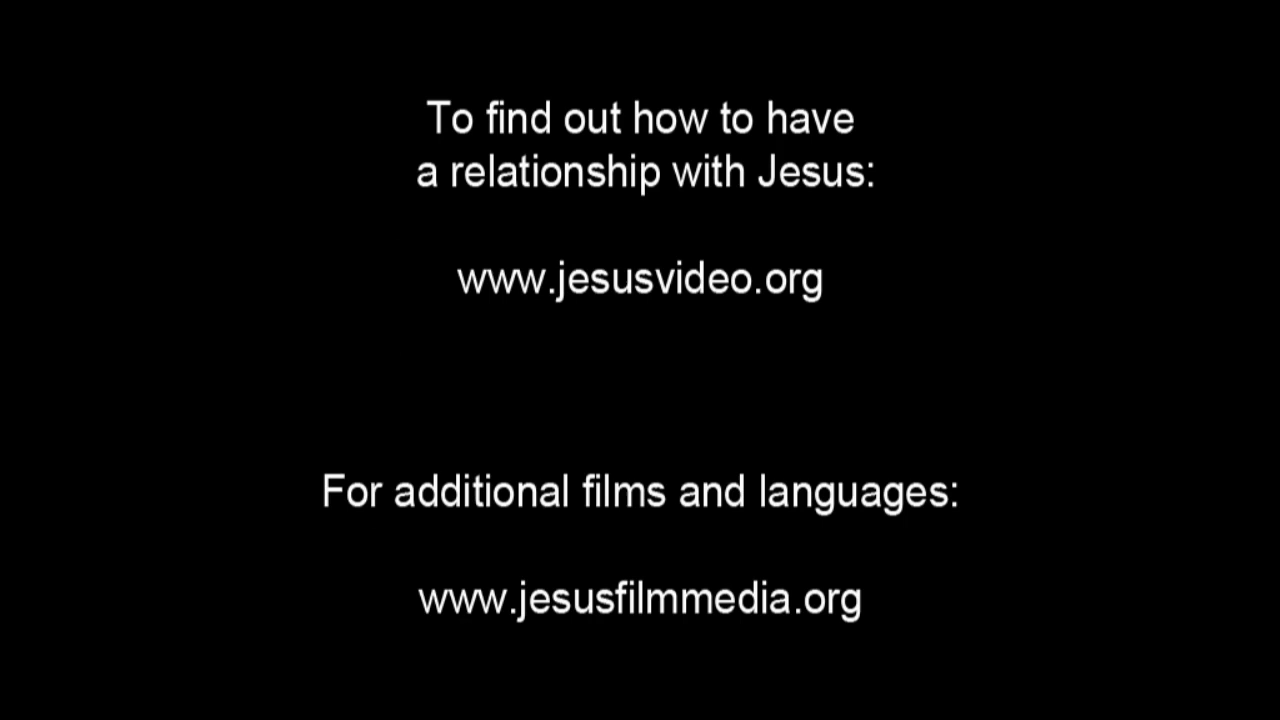 To find out how to have
a relationship with Jesus:
www.jesusvideo.org
For additional films and languages:
www.jesusfilmmedia.org